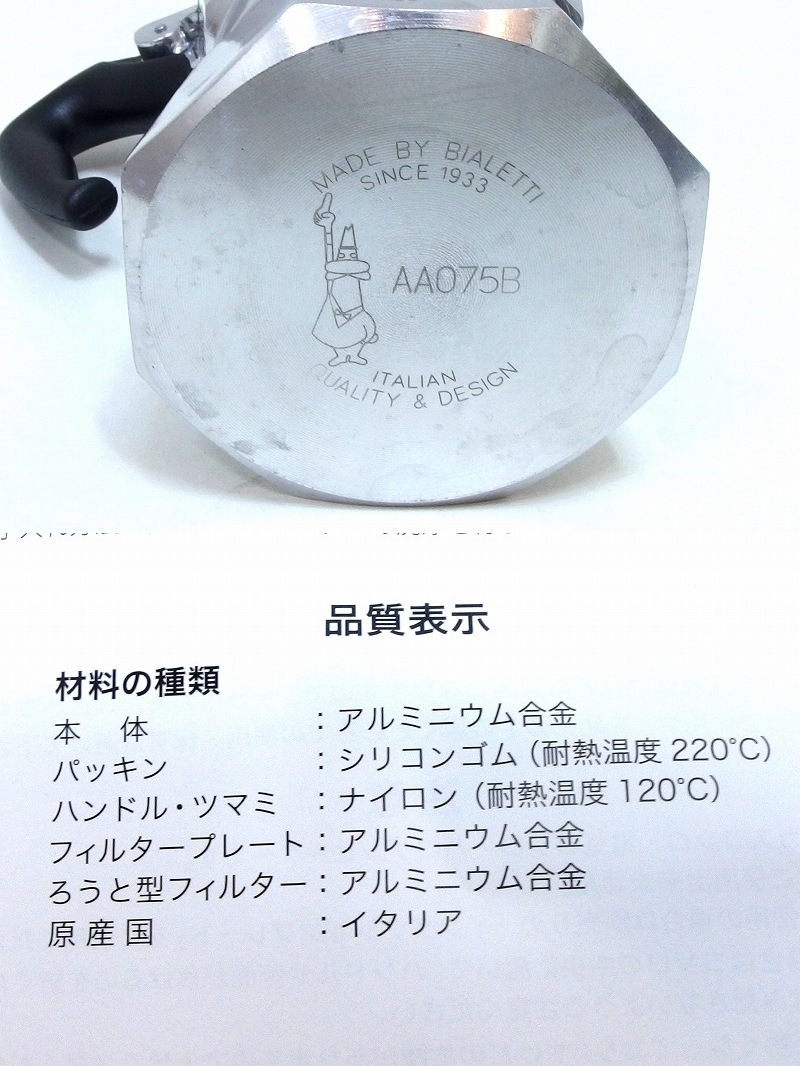 MADE BY BIALETTI
SINCE 1933
AA075B
ITALIAN
QUALITY & DESIGN
品質表示
材料の種類
本 体 : アルミニウム合金
パッキン : シリコンゴム (耐熱温度 220℃)
ハンドル・ツマミ : ナイロン (耐熱温度 120℃)
フィルタープレート : アルミニウム合金
ろうと型フィルター : アルミニウム合金
原 産 国 : イタリア